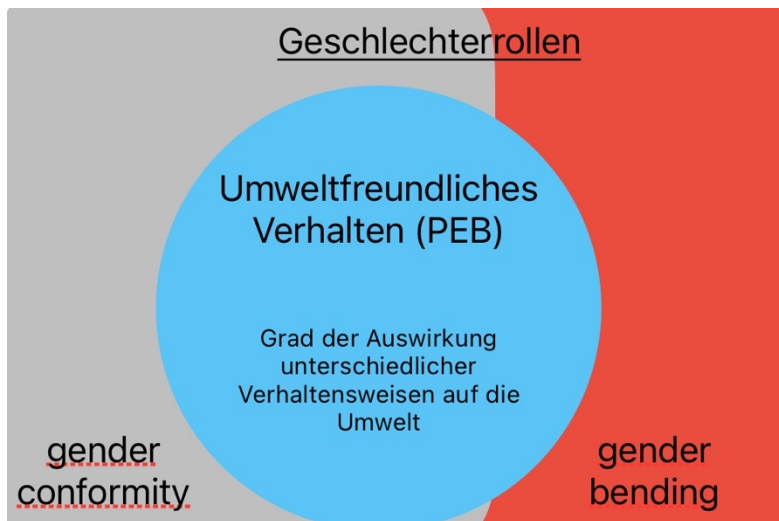 Geschlechterrollen
Umweltfreundliches
Verhalten (PEB)
Grad der Auswirkung
unterschiedlicher
Verhaltensweisen auf die
Umwelt
gender
conformity
gender
bending